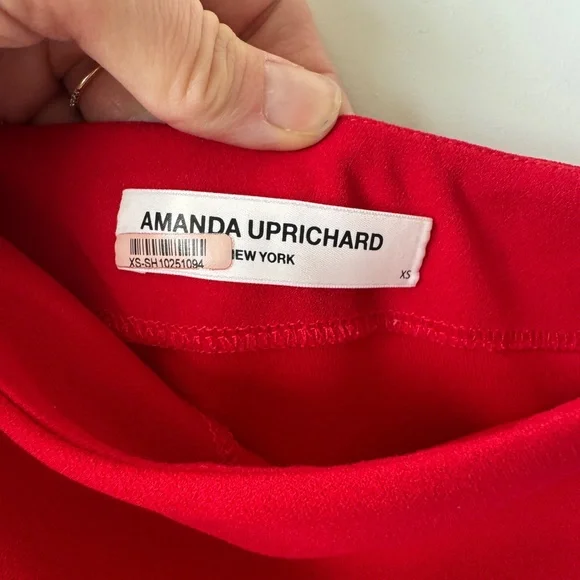 AMANDA UPRICHARD
NEW YORK
XS
XS-SH10251094